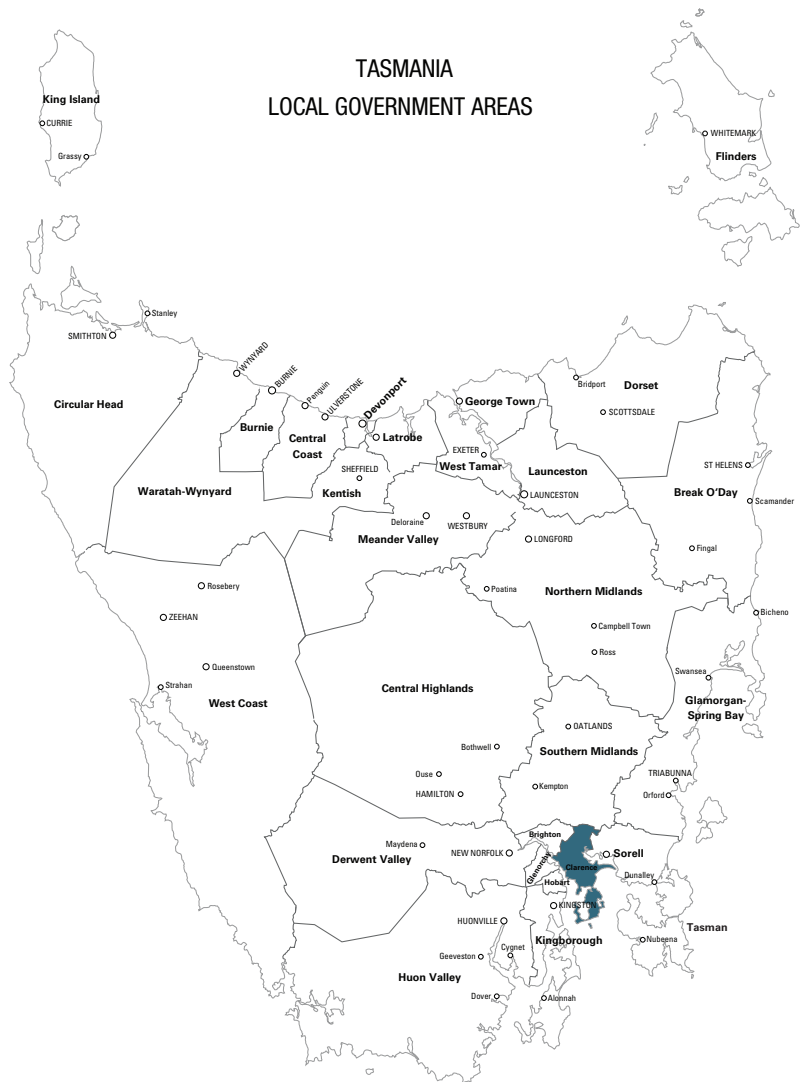 TASMANIA
LOCAL GOVERNMENT AREAS
King Island
CURRIE
Grassy
WHITEMARK
Flinders
Stanley
SMITHTON
WYNYARD
BURNIE
Penguin
ULVERSTONE
Devonport
Circular Head
Burnie
Central
Coast
Latrobe
George Town
Bridport
Dorset
SCOTTSDALE
EXETER
West Tamar
Launceston
LAUNCESTON
SHEFFIELD
Kentish
Waratah-Wynyard
ST HELENS
Break O'Day
Scamander
Fingal
Deloraine
WESTBURY
Meander Valley
LONGFORD
Rosebery
ZEEHAN
Poatina
Northern Midlands
Bicheno
Campbell Town
Ross
Queenstown
Strahan
West Coast
Central Highlands
Swansea
Glamorgan-
Spring Bay
OATLANDS
Southern Midlands
Bothwell
Ouse
HAMILTON
Kempton
TRIABUNNA
Orford
Brighton
Maydena
Derwent Valley
NEW NORFOLK
Glenorchy
Clarence
Sorell
Dunalley
Hobart
KINGSTON
HUONVILLE
Kingborough
Tasman
Nubeena
Cygnet
Geeveston
Huon Valley
Dover
Alonnah